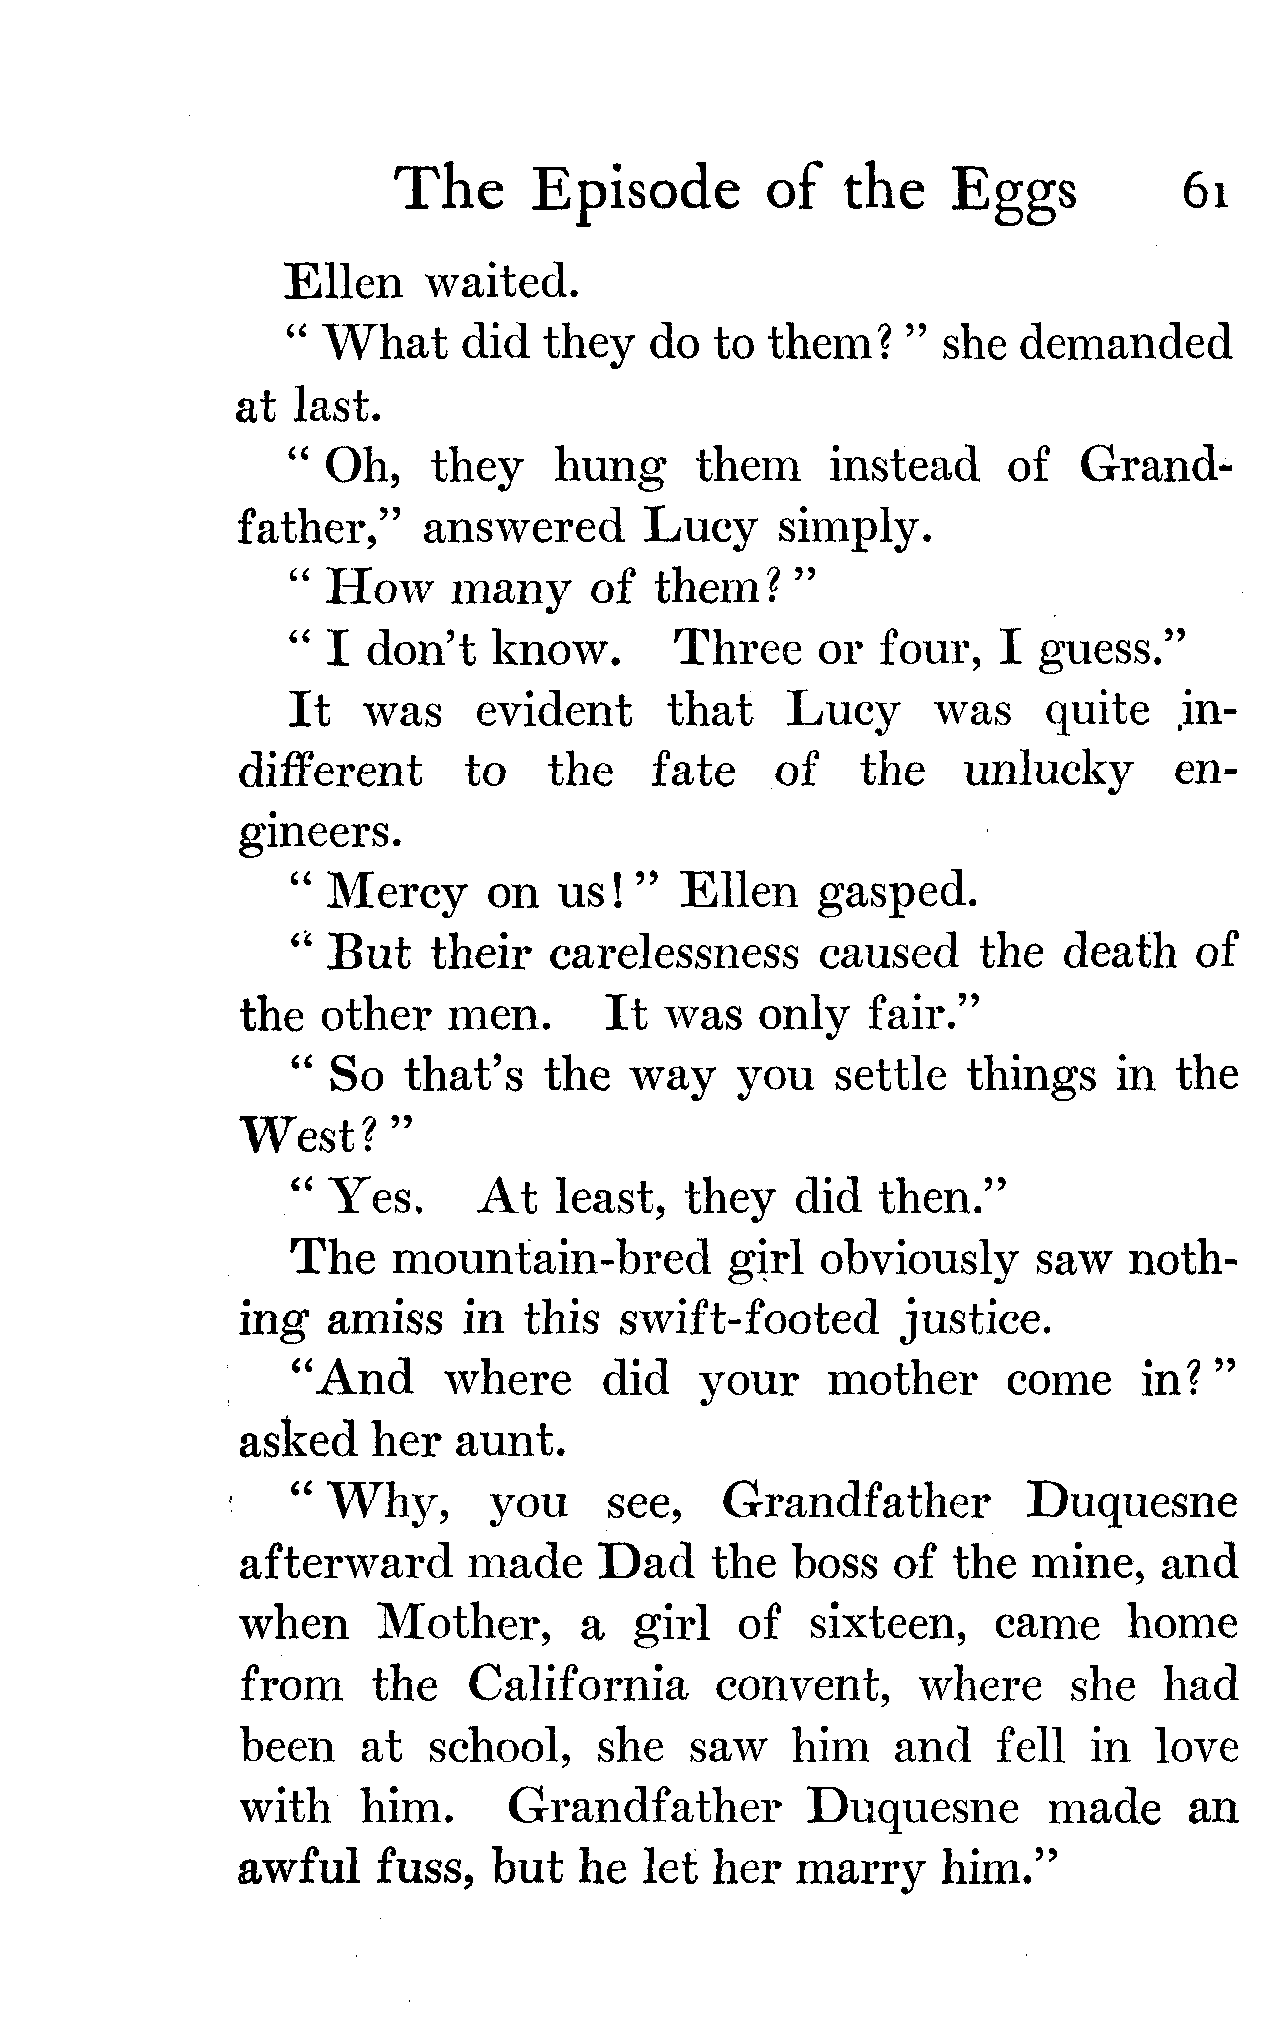 The Episode of the Eggs 61
Ellen waited.
" What did they do to them? " she demanded
at last.
" Oh, they hung them instead of Grand-
father," answered Lucy simply.
" How many of them? "
" I don't know. Three or four, I guess."
It was evident that Lucy was quite in-
different to the fate of the unlucky en-
gineers.
" Mercy on us! " Ellen gasped.
" But their carelessness caused the death of
the other men. It was only fair."
" So that's the way you settle things in the
West? "
" Yes. At least, they did then."
The mountain-bred girl obviously saw noth-
ing amiss in this swift-footed justice.
"And where did your mother come in? "
asked her aunt.
" Why, you see, Grandfather Duquesne
afterward made Dad the boss of the mine, and
when Mother, a girl of sixteen, came home
from the California convent, where she had
been at school, she saw him and fell in love
with him. Grandfather Duquesne made an
awful fuss, but he let her marry him."